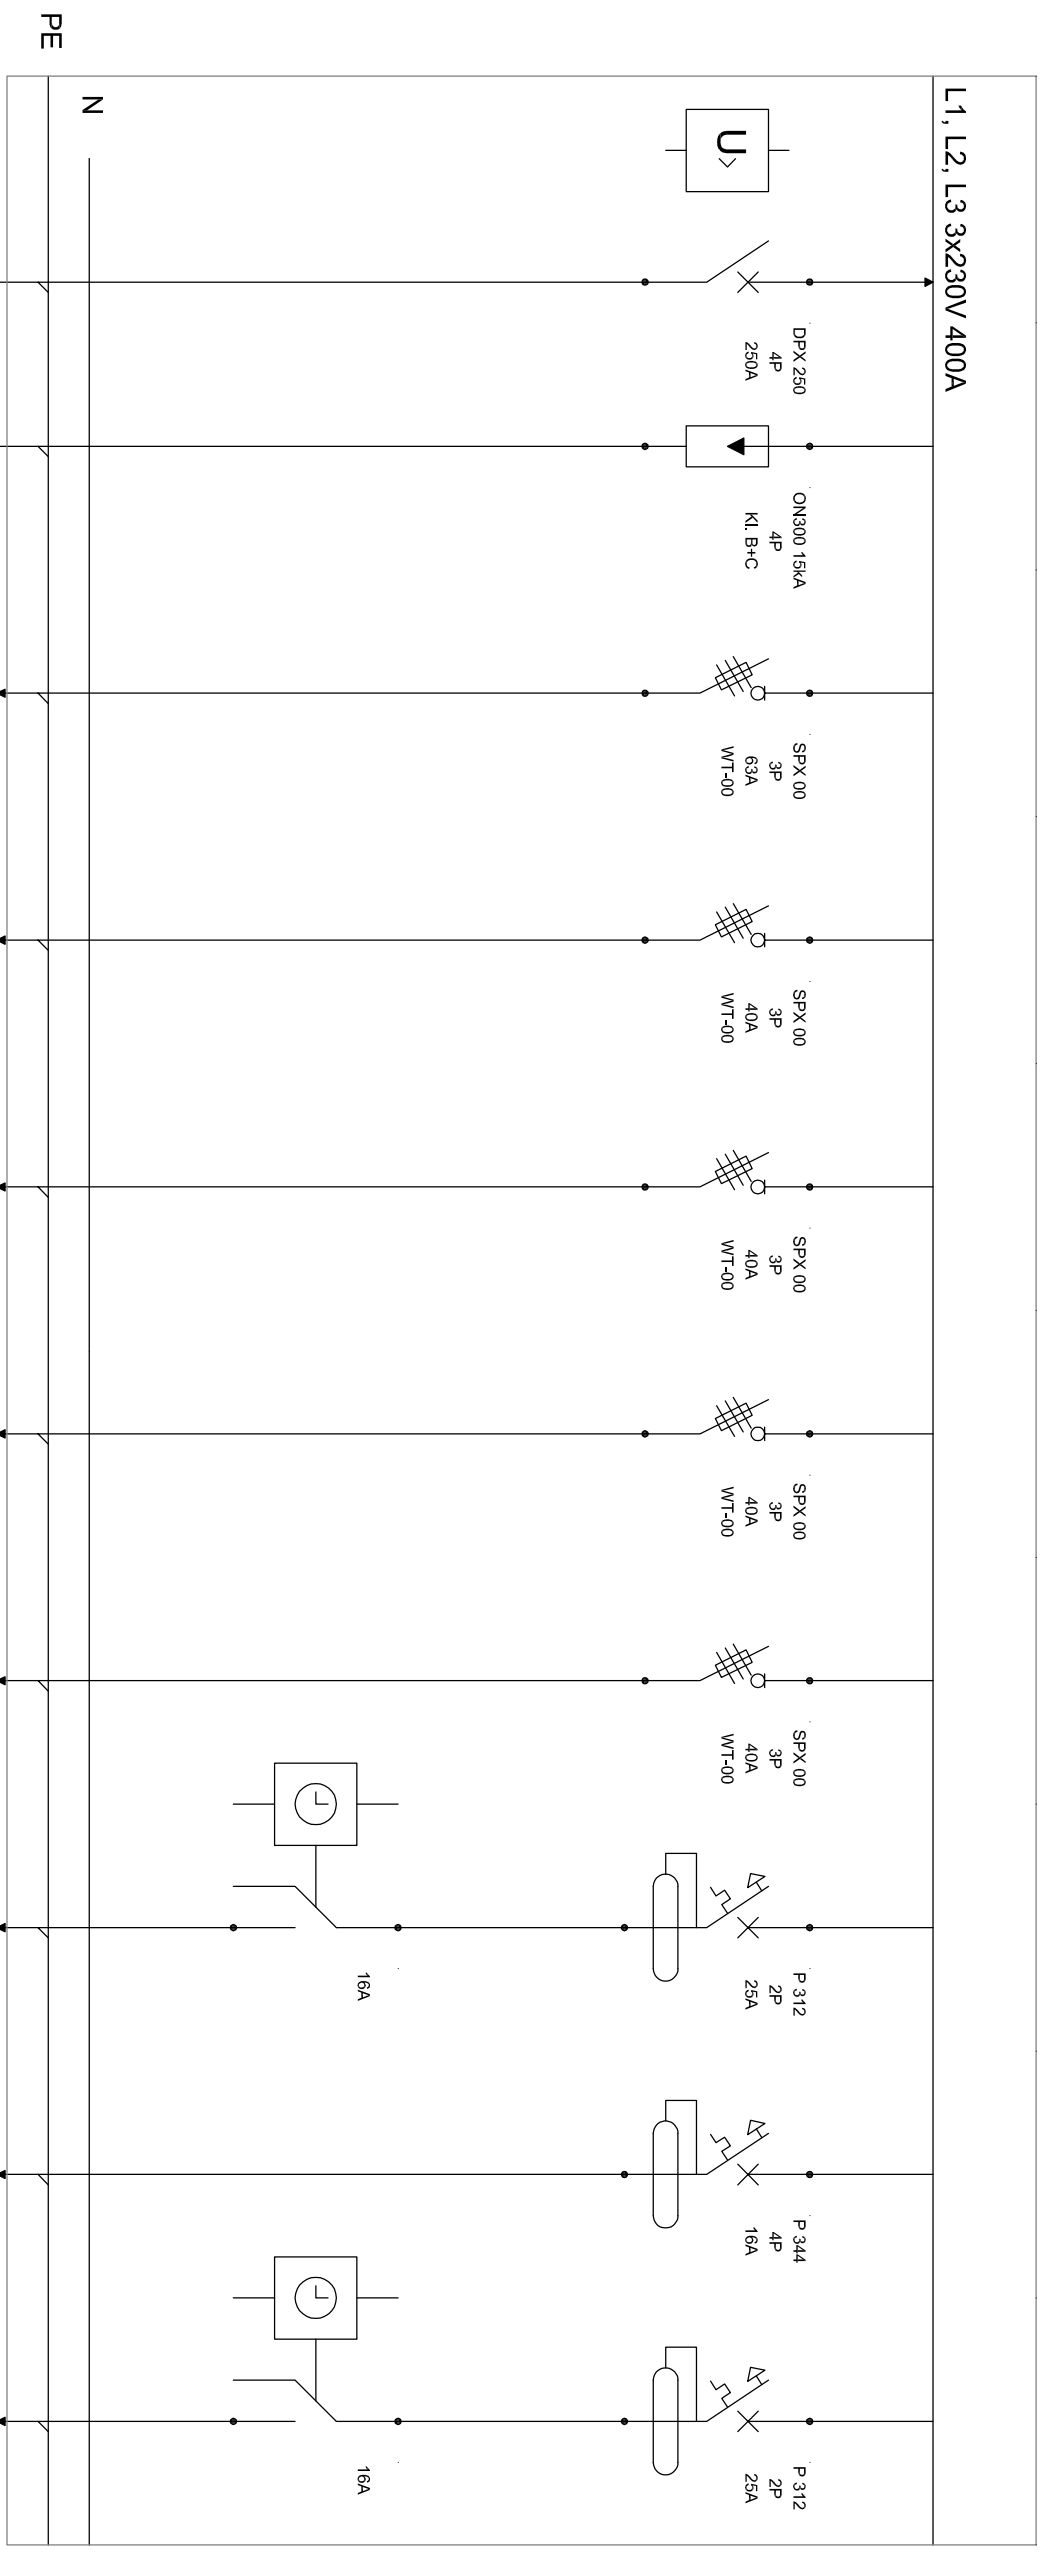 L1, L2, L3 3x230V 400A
PE
N
U
DPX 250
4P
250A
ON300 15kA
4P
Kl. B+C
SPX 00
3P
63A
WT-00
SPX 00
3P
40A
WT-00
SPX 00
3P
40A
WT-00
SPX 00
3P
40A
WT-00
SPX 00
3P
40A
WT-00
P 312
2P
25A
16A
P 344
4P
16A
P 312
2P
25A
16A